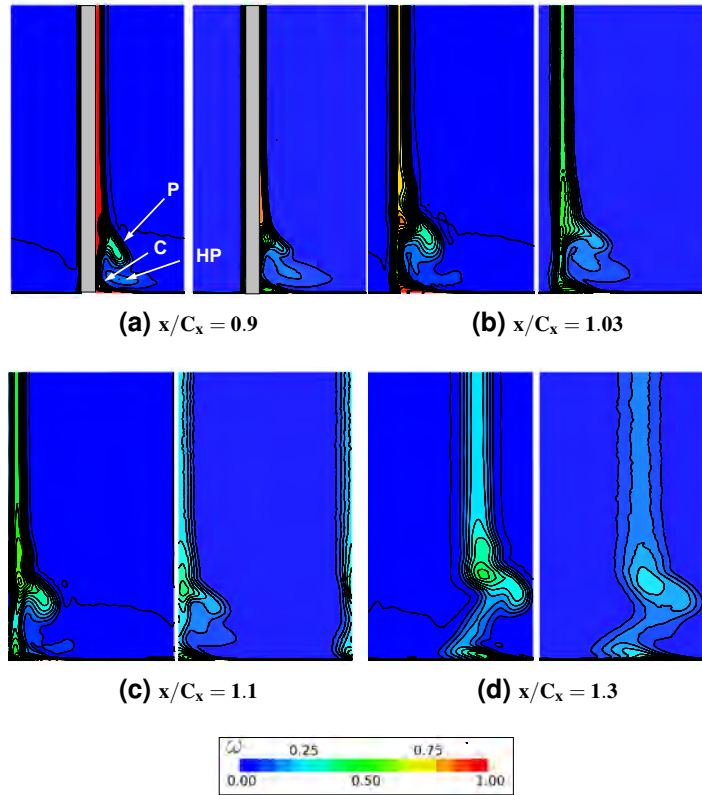 P
C
HP
(a) x/Cₓ = 0.9
(b) x/Cₓ = 1.03
(c) x/Cₓ = 1.1
(d) x/Cₓ = 1.3
ω 0.25 0.75
0.00 0.50 1.00